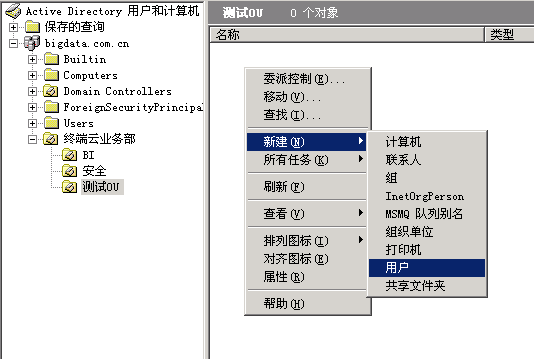 Active Directory 用户和计算机
保存的查询
bigdata.com.cn
Builtin
Computers
Domain Controllers
ForeignSecurityPrincipal
Users
终端云业务部
BI
安全
测试OU
测试OU 0 个对象
名称 类型
委派控制(E)...
移动(V)...
查找(I)...
新建(N)
所有任务(K)
刷新(F)
查看(V)
排列图标(I)
对齐图标(E)
属性(R)
帮助(H)
计算机
联系人
组
InetOrgPerson
MSMQ 队列别名
组织单位
打印机
用户
共享文件夹